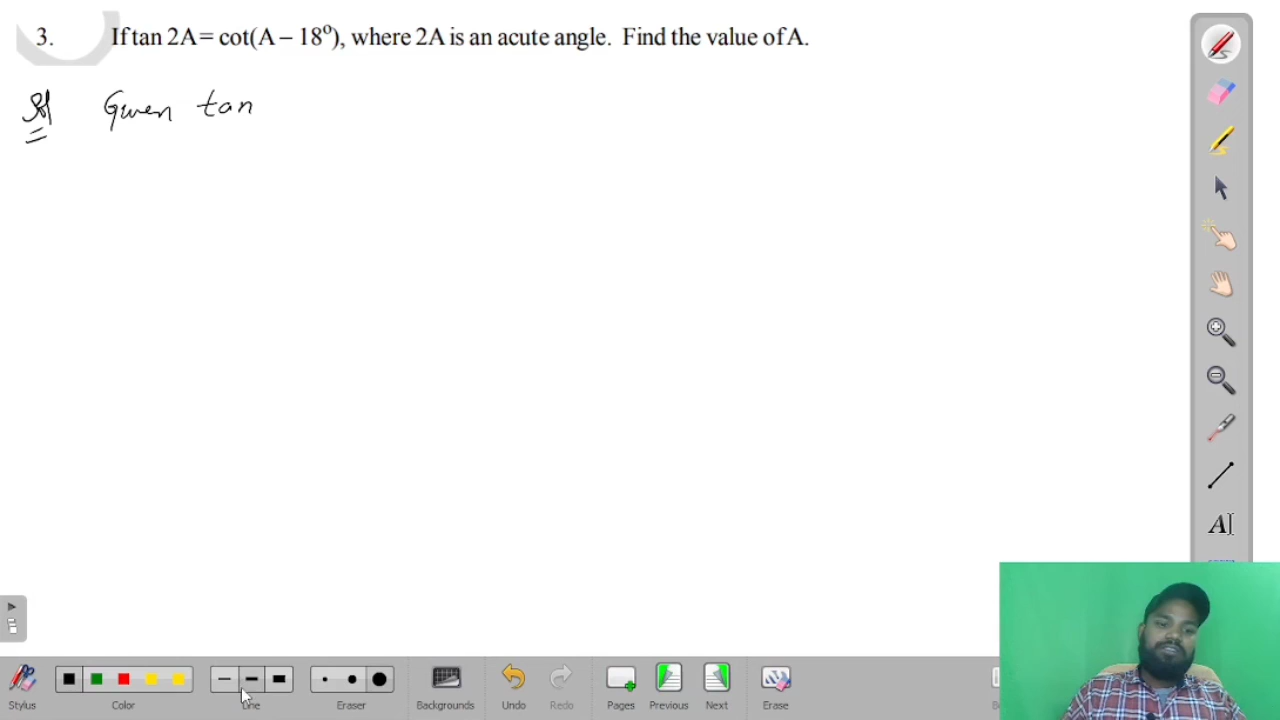 3. If tan 2A = cot(A – 18°), where 2A is an acute angle. Find the value of A.
Sol Given tan
A
Stylus Color Line Eraser Backgrounds Undo Redo Pages Previous Next Erase